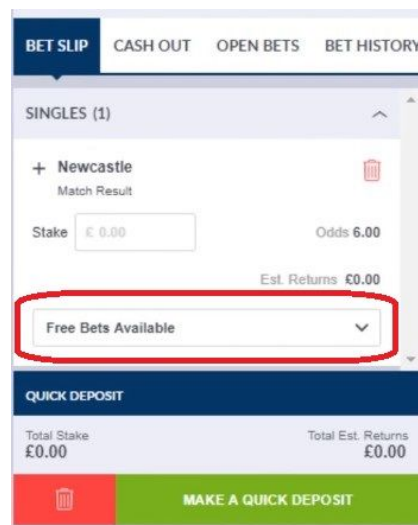 BET SLIP CASH OUT OPEN BETS BET HISTORY
SINGLES (1)
+ Newcastle
Match Result
Stake £ 0.00 Odds 6.00
Est. Returns £0.00
Free Bets Available
QUICK DEPOSIT
Total Stake Total Est. Returns
£0.00 £0.00
MAKE A QUICK DEPOSIT